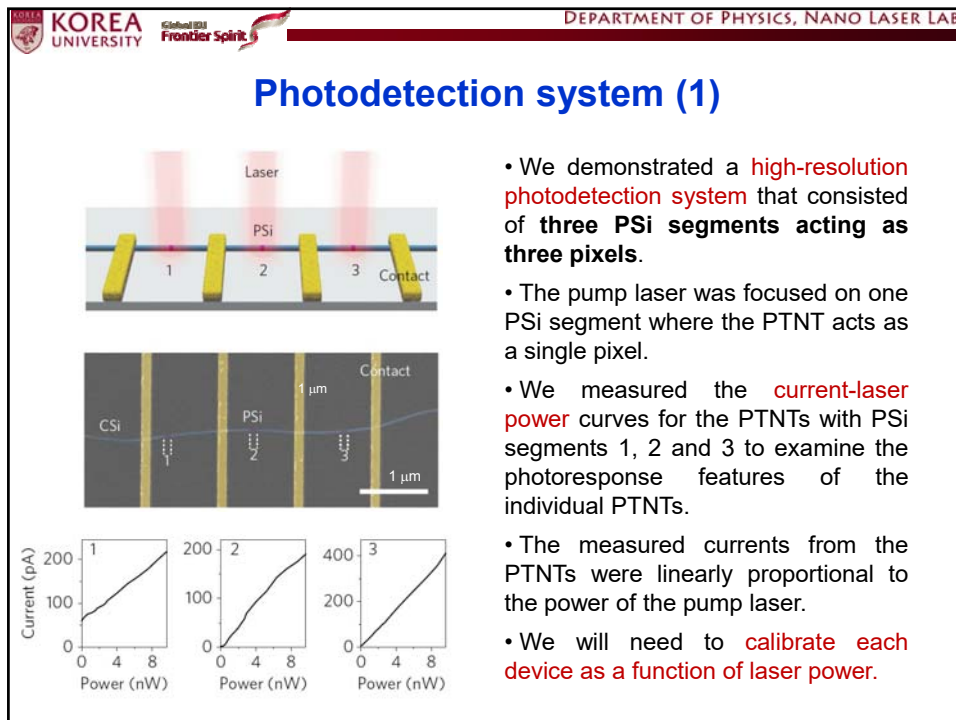 KOREA
UNIVERSITY
Global KU
Frontier Spirit
DEPARTMENT OF PHYSICS, NANO LASER LAB
Photodetection system (1)
Laser
PSi
1 2 3
Contact
Contact
1 μm
CSi
PSi
1 2 3
1 μm
Current (pA)
200
100
0
1
0 4 8
Power (nW)
200
100
0
2
0 4 8
Power (nW)
400
200
0
3
0 4 8
Power (nW)
• We demonstrated a high-resolution
photodetection system that consisted
of three PSi segments acting as
three pixels.
• The pump laser was focused on one
PSi segment where the PTNT acts as
a single pixel.
• We measured the current-laser
power curves for the PTNTs with PSi
segments 1, 2 and 3 to examine the
photoresponse features of the
individual PTNTs.
• The measured currents from the
PTNTs were linearly proportional to
the power of the pump laser.
• We will need to calibrate each
device as a function of laser power.